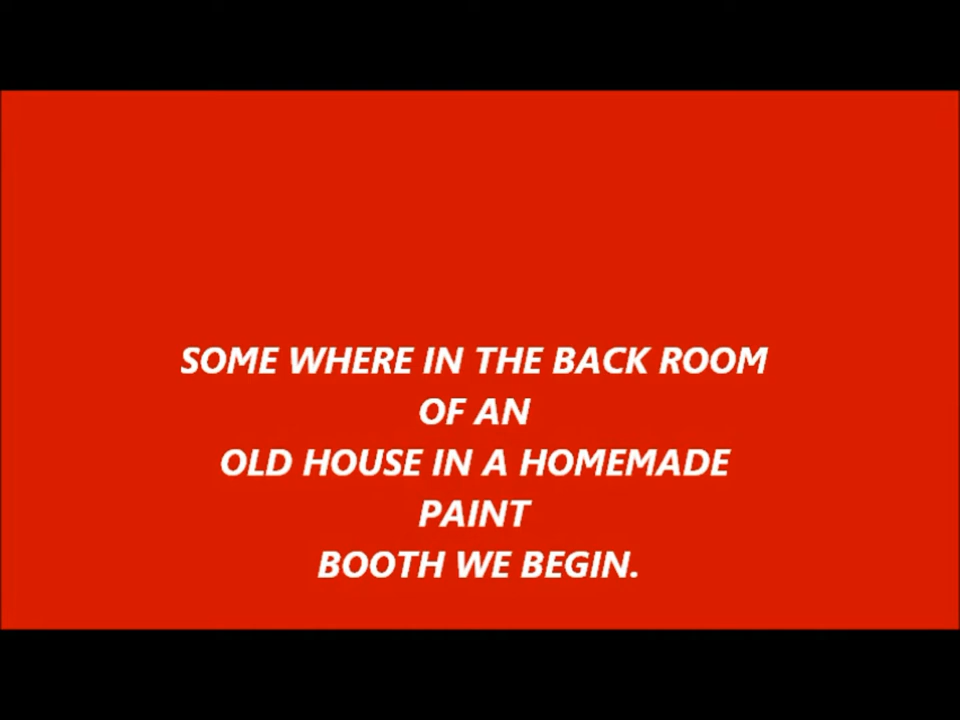 SOME WHERE IN THE BACK ROOM
OF AN
OLD HOUSE IN A HOMEMADE
PAINT
BOOTH WE BEGIN.